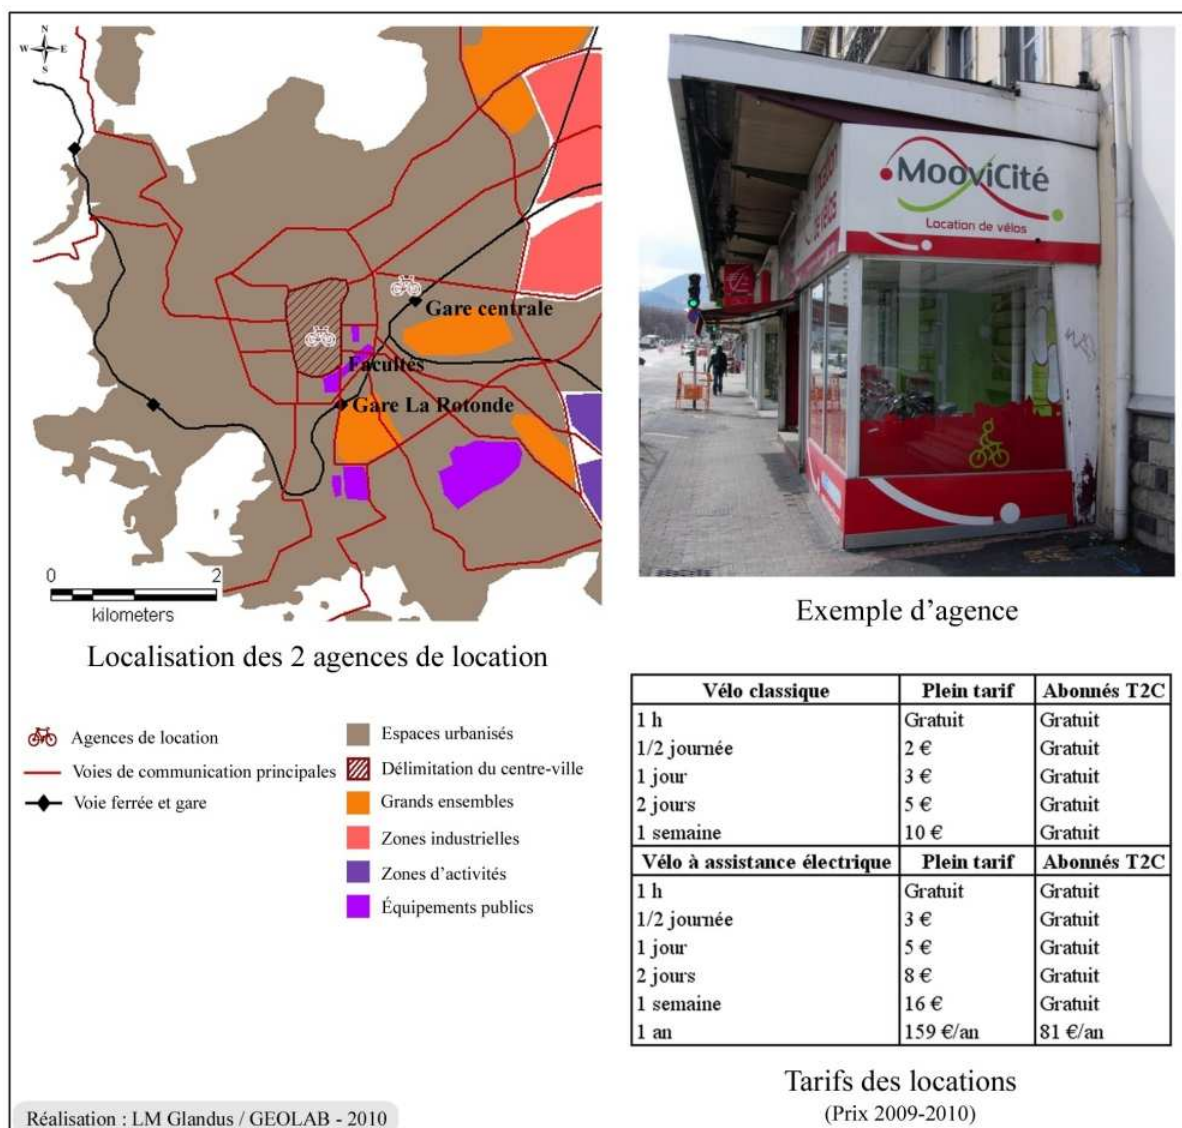 N
W E
S
Gare centrale
Facultés
Gare La Rotonde
0 2
kilometers
Localisation des 2 agences de location
MooviCité
Location de vélos
DE VÉLOS
Exemple d'agence
Agences de location
Voies de communication principales
Voie ferrée et gare
Espaces urbanisés
Délimitation du centre-ville
Grands ensembles
Zones industrielles
Zones d'activités
Équipements publics
Vélo classique Plein tarif Abonnés T2C
1 h Gratuit Gratuit
1/2 journée 2 € Gratuit
1 jour 3 € Gratuit
2 jours 5 € Gratuit
1 semaine 10 € Gratuit
Vélo à assistance électrique Plein tarif Abonnés T2C
1 h Gratuit Gratuit
1/2 journée 3 € Gratuit
1 jour 5 € Gratuit
2 jours 8 € Gratuit
1 semaine 16 € Gratuit
1 an 159 €/an 81 €/an
Tarifs des locations
(Prix 2009-2010)
Réalisation : LM Glandus / GEOLAB - 2010